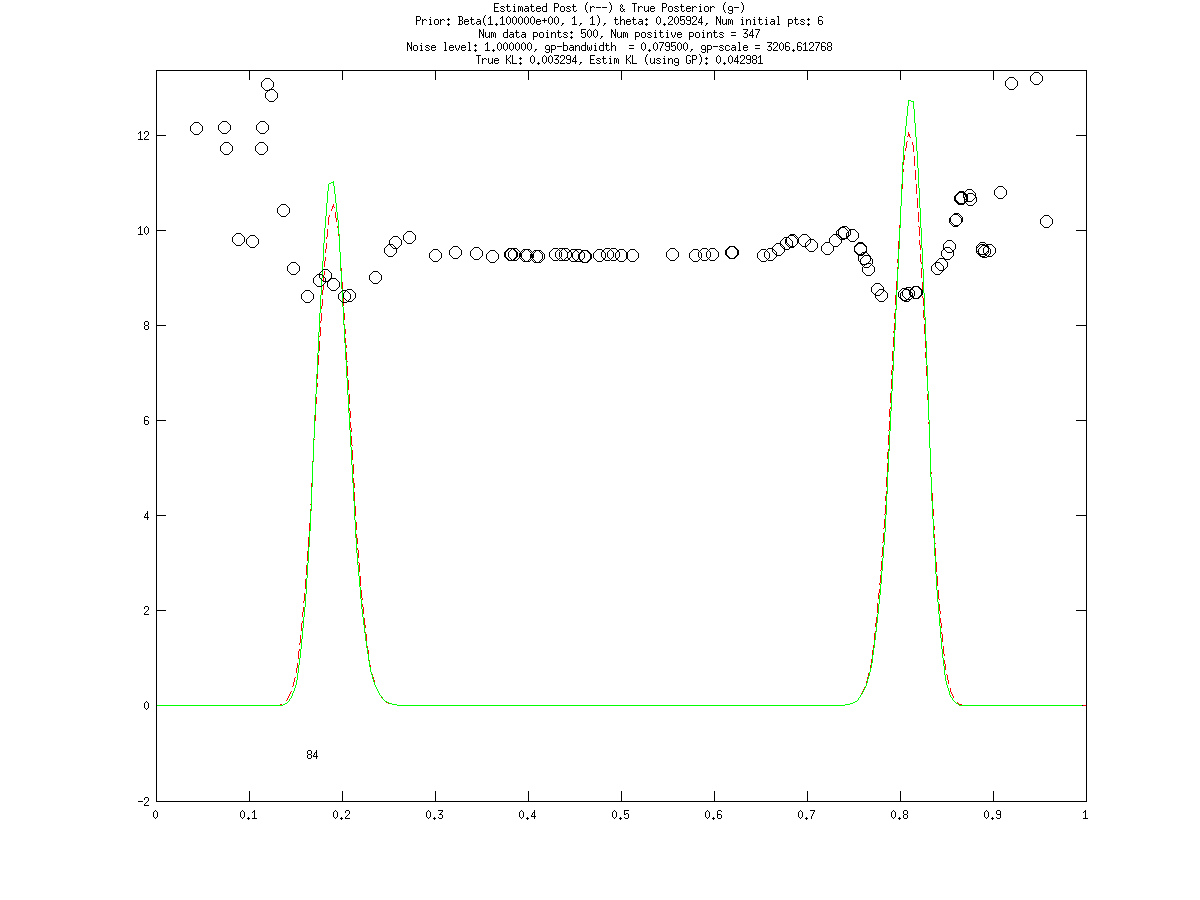 Estimated Post (r--) & True Posterior (g-)
Prior: Beta(1.100000e+00, 1, 1), theta: 0.205924, Num initial pts: 6
Num data points: 500, Num positive points = 347
Noise level: 1.000000, gp-bandwidth  = 0.079500, gp-scale = 3206.612768
True KL: 0.003294, Estim KL (using GP): 0.042981
12
10
8
6
4
2
0
84
-2
0 0.1 0.2 0.3 0.4 0.5 0.6 0.7 0.8 0.9 1